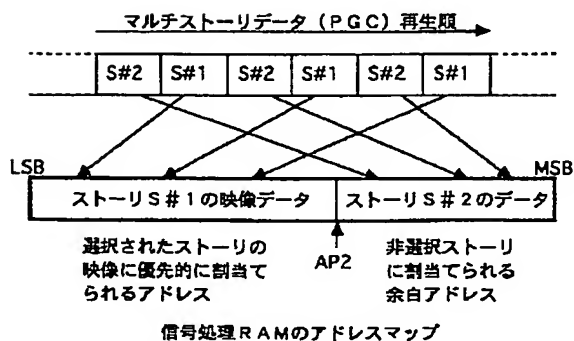 マルチストーリデータ（PGC）再生順
S#2 S#1 S#2 S#1 S#2 S#1
LSB MSB
ストーリS#1の映像データ ストーリS#2のデータ
選択されたストーリの
映像に優先的に割当て
られるアドレス
AP2
非選択ストーリ
に割当てられる
余白アドレス
信号処理RAMのアドレスマップ